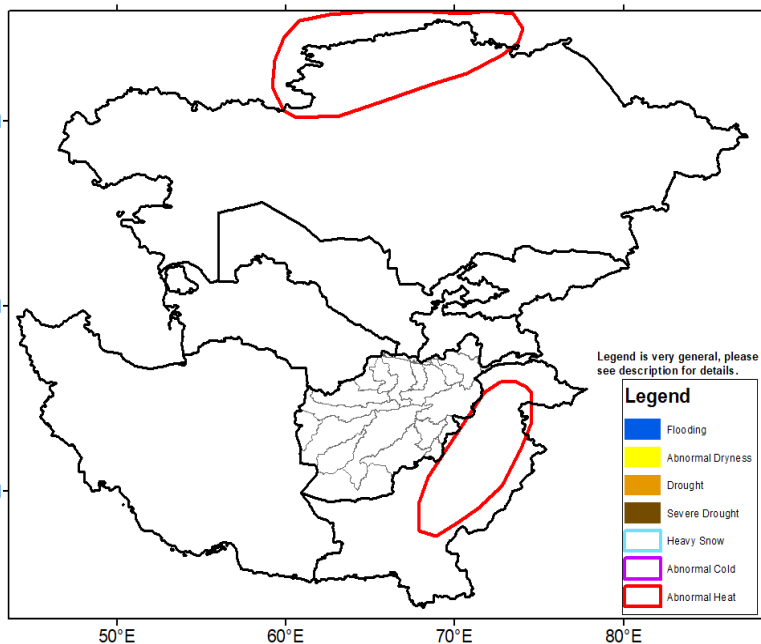 Legend is very general, please
see description for details.
Legend
Flooding
Abnormal Dryness
Drought
Severe Drought
Heavy Snow
Abnormal Cold
Abnormal Heat
50°E
60°E
70°E
80°E